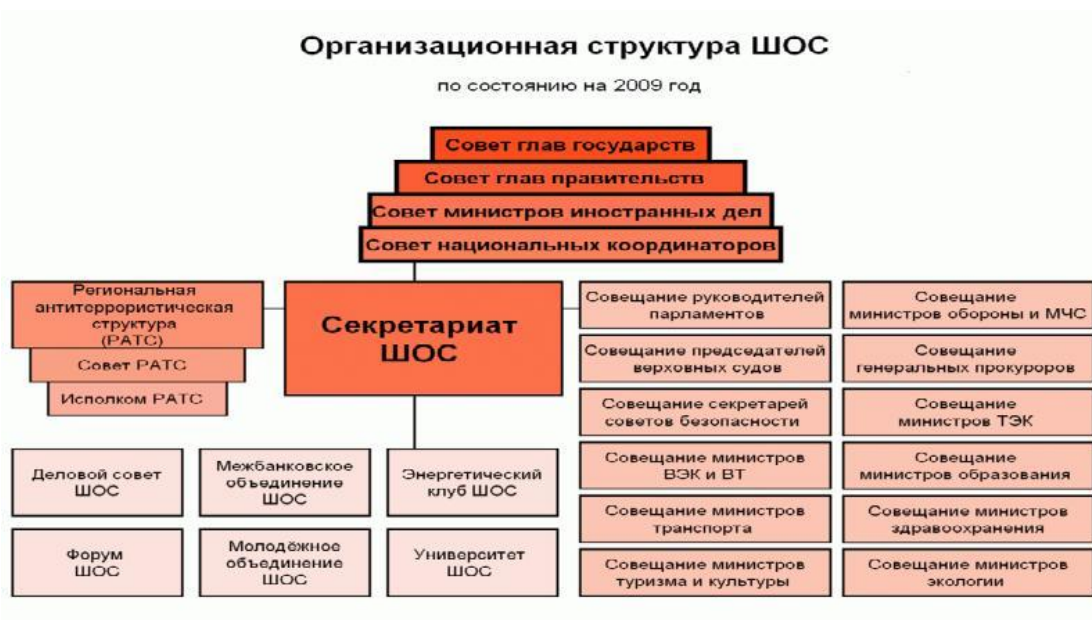 Организационная структура ШОС
по состоянию на 2009 год
Совет глав государств
Совет глав правительств
Совет министров иностранных дел
Совет национальных координаторов
Региональная
антитеррористическая
структура
(РАТС)
Совет РАТС
Исполком РАТС
Секретариат
ШОС
Совещание руководителей
парламентов
Совещание
министров обороны и МЧС
Совещание председателей
верховных судов
Совещание
генеральных прокуроров
Совещание секретарей
советов безопасности
Совещание
министров ТЭК
Совещание министров
ВЭК и ВТ
Совещание
министров образования
Совещание министров
транспорта
Совещание министров
здравоохранения
Совещание министров
туризма и культуры
Совещание министров
экологии
Деловой совет
ШОС
Межбанковское
объединение
ШОС
Энергетический
клуб ШОС
Форум
ШОС
Молодёжное
объединение
ШОС
Университет
ШОС